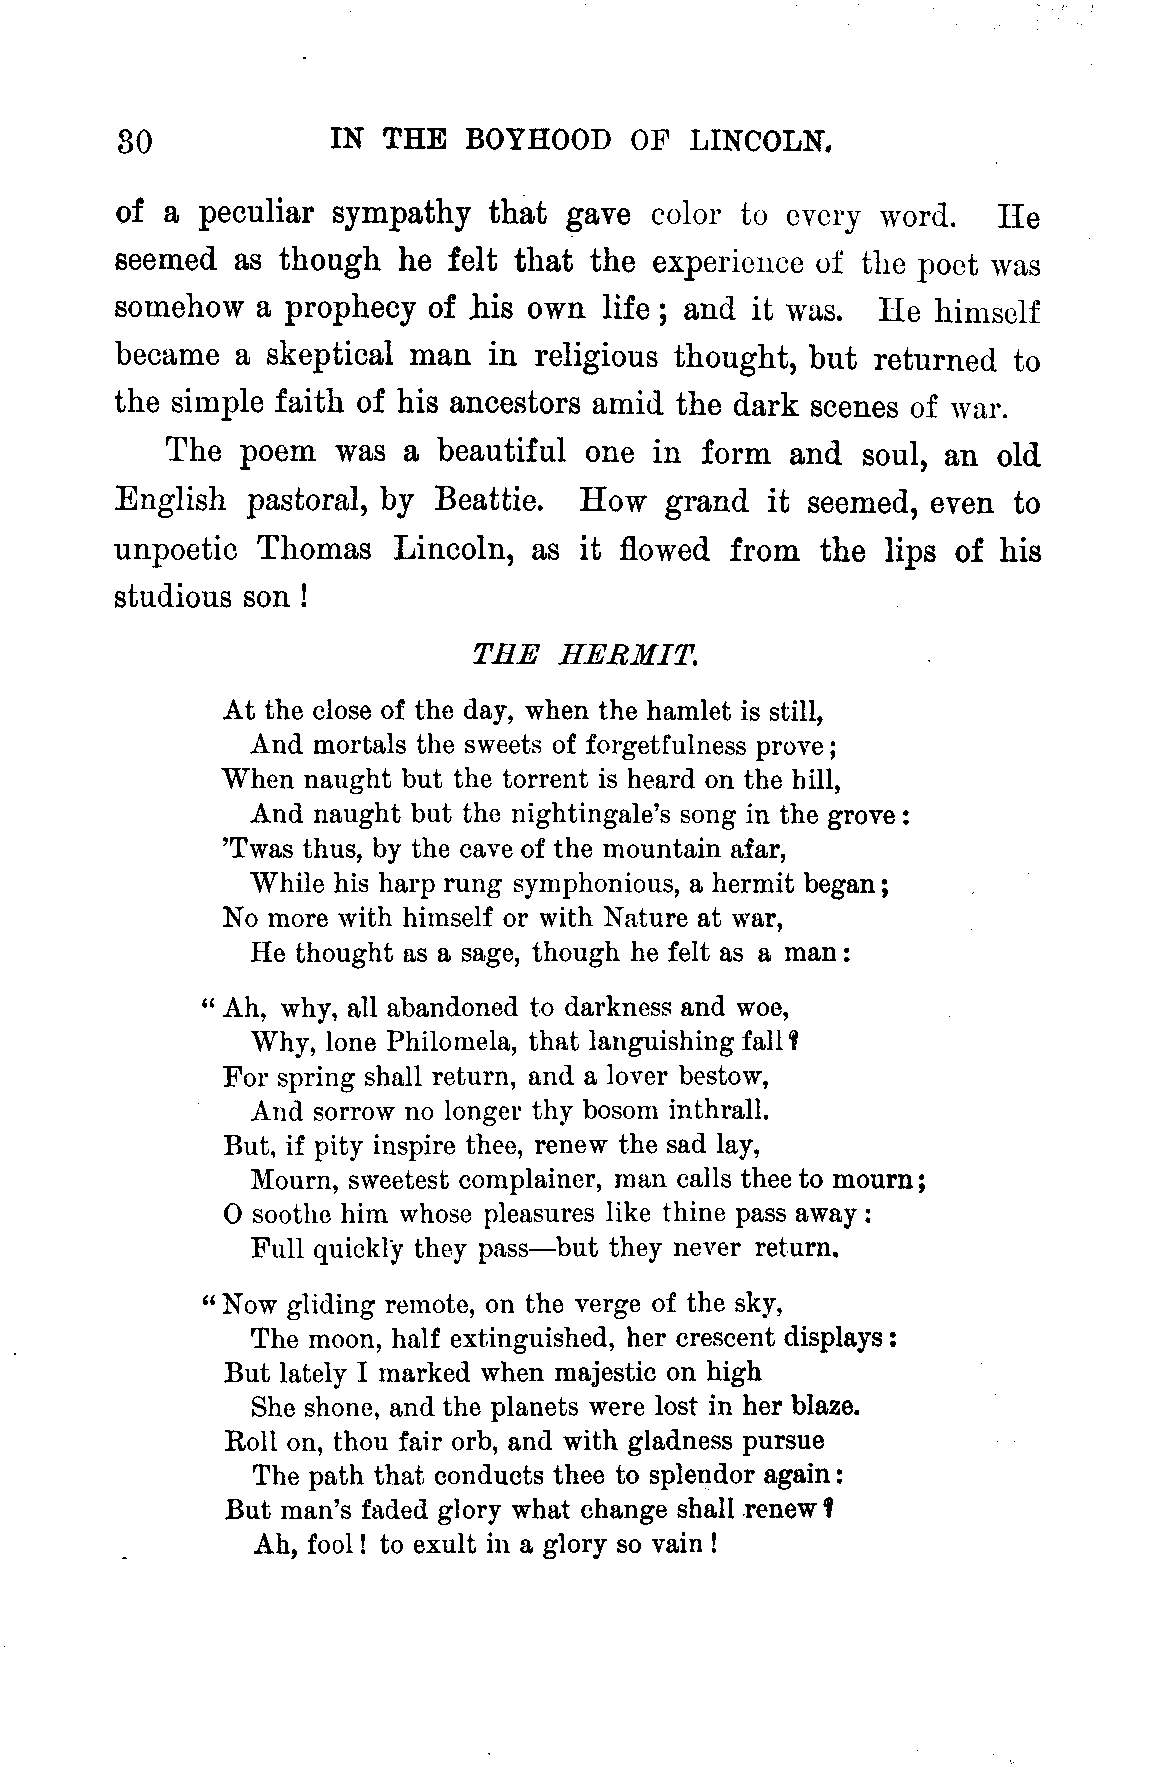 30 IN THE BOYHOOD OF LINCOLN.
of a peculiar sympathy that gave color to every word. He
seemed as though he felt that the experience of the poet was
somehow a prophecy of his own life; and it was. He himself
became a skeptical man in religious thought, but returned to
the simple faith of his ancestors amid the dark scenes of war.
The poem was a beautiful one in form and soul, an old
English pastoral, by Beattie. How grand it seemed, even to
unpoetic Thomas Lincoln, as it flowed from the lips of his
studious son!
THE HERMIT.
At the close of the day, when the hamlet is still,
And mortals the sweets of forgetfulness prove;
When naught but the torrent is heard on the hill,
And naught but the nightingale's song in the grove:
'Twas thus, by the cave of the mountain afar,
While his harp rung symphonious, a hermit began;
No more with himself or with Nature at war,
He thought as a sage, though he felt as a man:
"Ah, why, all abandoned to darkness and woe,
Why, lone Philomela, that languishing fall?
For spring shall return, and a lover bestow,
And sorrow no longer thy bosom inthrall.
But, if pity inspire thee, renew the sad lay,
Mourn, sweetest complainer, man calls thee to mourn;
O soothe him whose pleasures like thine pass away:
Full quickly they pass—but they never return.
"Now gliding remote, on the verge of the sky,
The moon, half extinguished, her crescent displays:
But lately I marked when majestic on high
She shone, and the planets were lost in her blaze.
Roll on, thou fair orb, and with gladness pursue
The path that conducts thee to splendor again:
But man's faded glory what change shall renew?
Ah, fool! to exult in a glory so vain!